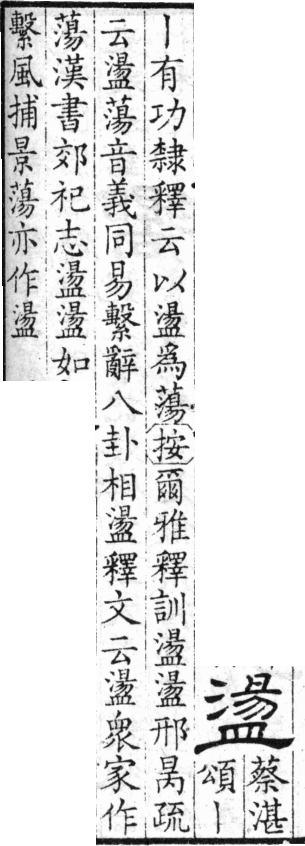 盪
蔡湛
頌丨
丨有功隸釋云以盪爲蕩按爾雅釋訓盪盪邢昺疏
云盪蕩音義同易繫辭八卦相盪釋文云盪衆家作
蕩漢書郊祀志盪盪如
繫風捕景蕩亦作盪